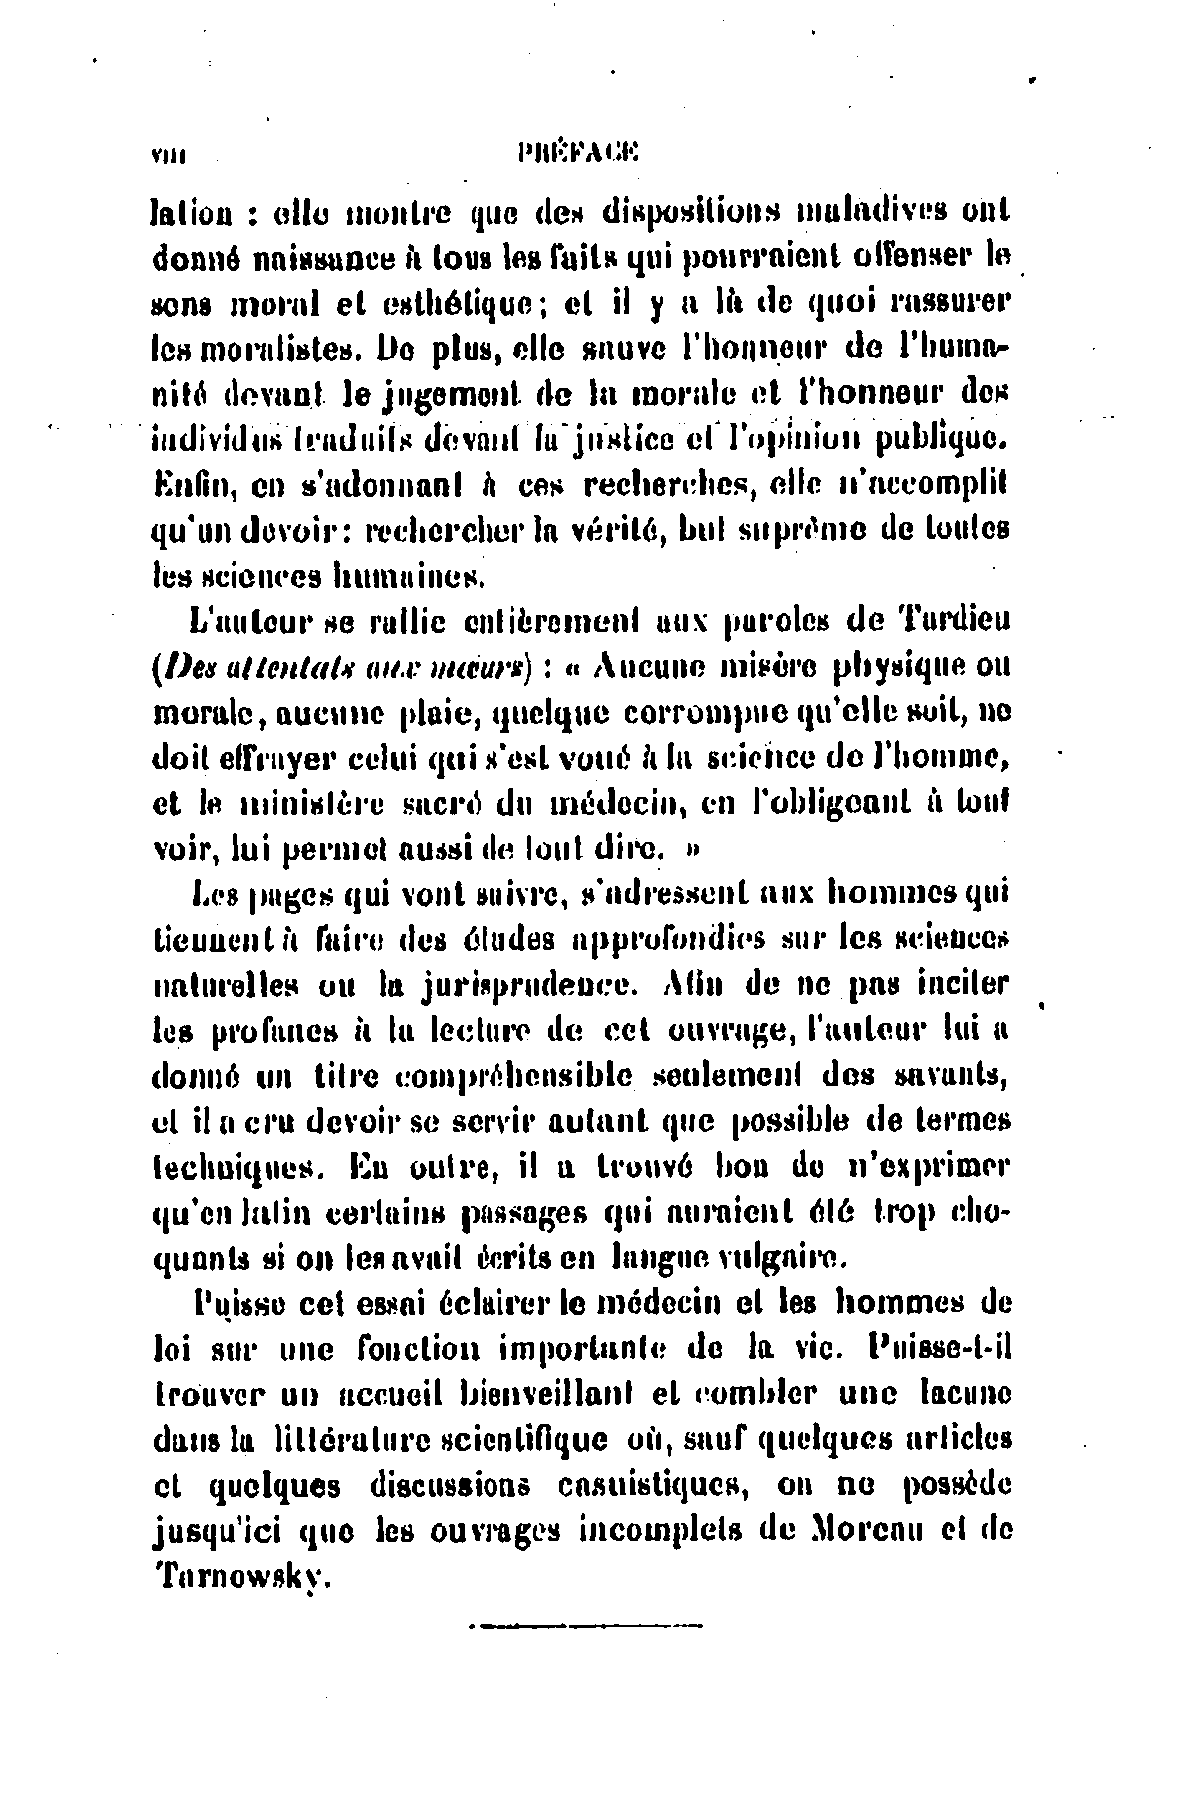 VIII PRÉFACE
lation : elle montre que des dispositions maladives ont
donné naissance à tous les faits qui pourraient offenser le
sens moral et esthétique; et il y a là de quoi rassurer
les moralistes. De plus, elle sauve l'honneur de l'huma-
nité devant le jugement de la morale et l'honneur des
individus traduits devant la justice et l'opinion publique.
Enfin, en s'adonnant à ces recherches, elle n'accomplit
qu'un devoir: rechercher la vérité, but suprême de toutes
les sciences humaines.
L'auteur se rallie entièrement aux paroles de Tardieu
(Des attentats aux mœurs) : « Aucune misère physique ou
morale, aucune plaie, quelque corrompue qu'elle soit, ne
doit effrayer celui qui s'est voué à la science de l'homme,
et le ministère sacré du médecin, en l'obligeant à tout
voir, lui permet aussi de tout dire. »
Les pages qui vont suivre, s'adressent aux hommes qui
tiennent à faire des études approfondies sur les sciences
naturelles ou la jurisprudence. Afin de ne pas inciter
les profanes à la lecture de cet ouvrage, l'auteur lui a
donné un titre compréhensible seulement des savants,
et il a cru devoir se servir autant que possible de termes
techniques. En outre, il a trouvé bon de n'exprimer
qu'en latin certains passages qui auraient été trop cho-
quants si on les avait écrits en langue vulgaire.
Puisse cet essai éclairer le médecin et les hommes de
loi sur une fonction importante de la vie. Puisse-t-il
trouver un accueil bienveillant et combler une lacune
dans la littérature scientifique où, sauf quelques articles
et quelques discussions casuistiques, on ne possède
jusqu'ici que les ouvrages incomplets de Moreau et de
Tarnowsky.